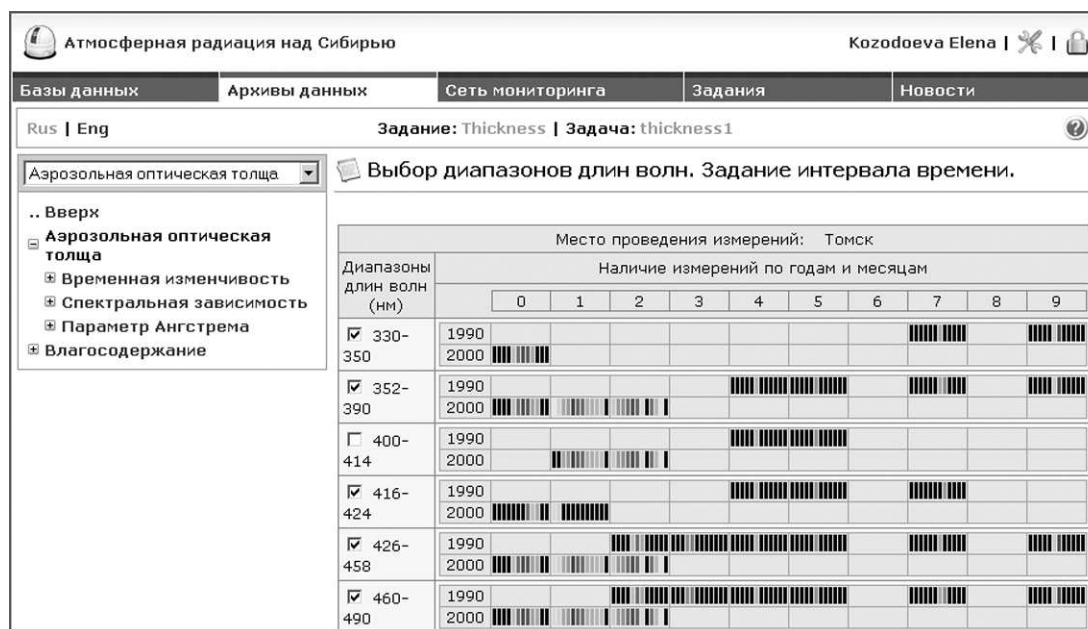 Атмосферная радиация над Сибирью
Kozodoeva Elena | |
Базы данных Архивы данных Сеть мониторинга Задания Новости
Rus | Eng
Задание: Thickness | Задача: thickness1
?
Аэрозольная оптическая толща
.. Вверх
Аэрозольная оптическая
толща
Временная изменчивость
Спектральная зависимость
Параметр Ангстрема
Влагосодержание
Выбор диапазонов длин волн. Задание интервала времени.
Место проведения измерений: Томск
Диапазоны
длин волн
(нм)
Наличие измерений по годам и месяцам
0 1 2 3 4 5 6 7 8 9
330-
350
1990
2000
352-
390
1990
2000
400-
414
1990
2000
416-
424
1990
2000
426-
458
1990
2000
460-
490
1990
2000